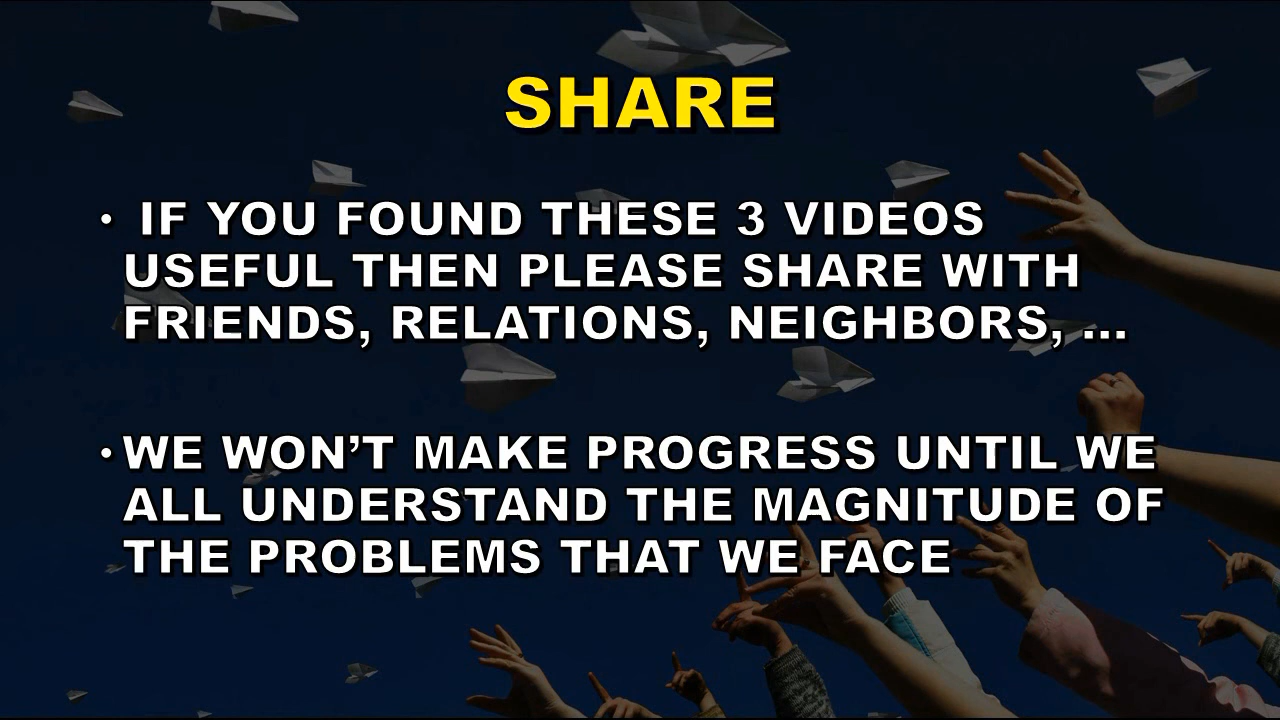 SHARE
• IF YOU FOUND THESE 3 VIDEOS
USEFUL THEN PLEASE SHARE WITH
FRIENDS, RELATIONS, NEIGHBORS, ...
• WE WON’T MAKE PROGRESS UNTIL WE
ALL UNDERSTAND THE MAGNITUDE OF
THE PROBLEMS THAT WE FACE